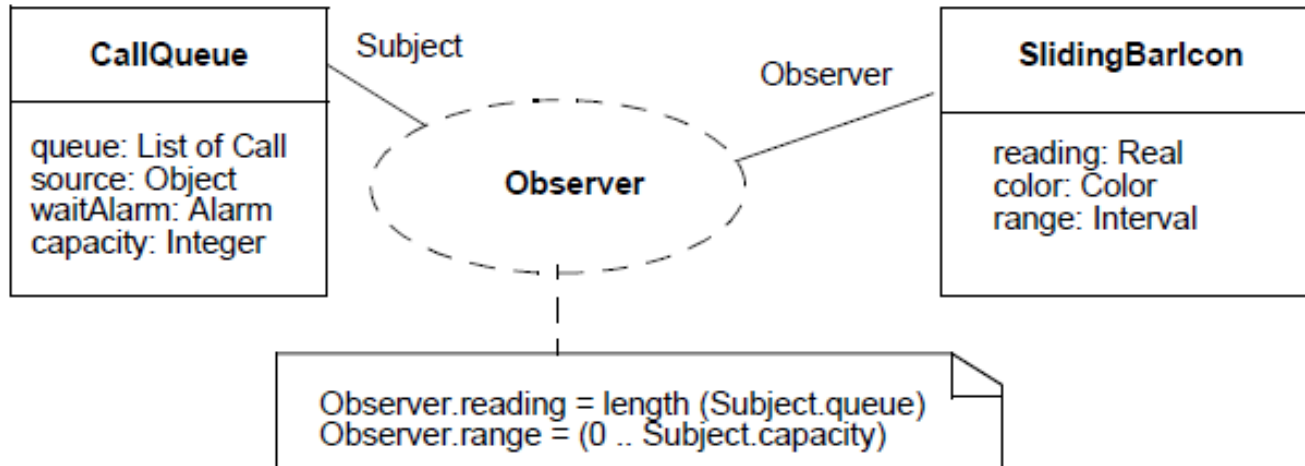 CallQueue
queue: List of Call
source: Object
waitAlarm: Alarm
capacity: Integer
Subject
Observer
Observer
SlidingBarIcon
reading: Real
color: Color
range: Interval
Observer.reading = length (Subject.queue)
Observer.range = (0 .. Subject.capacity)